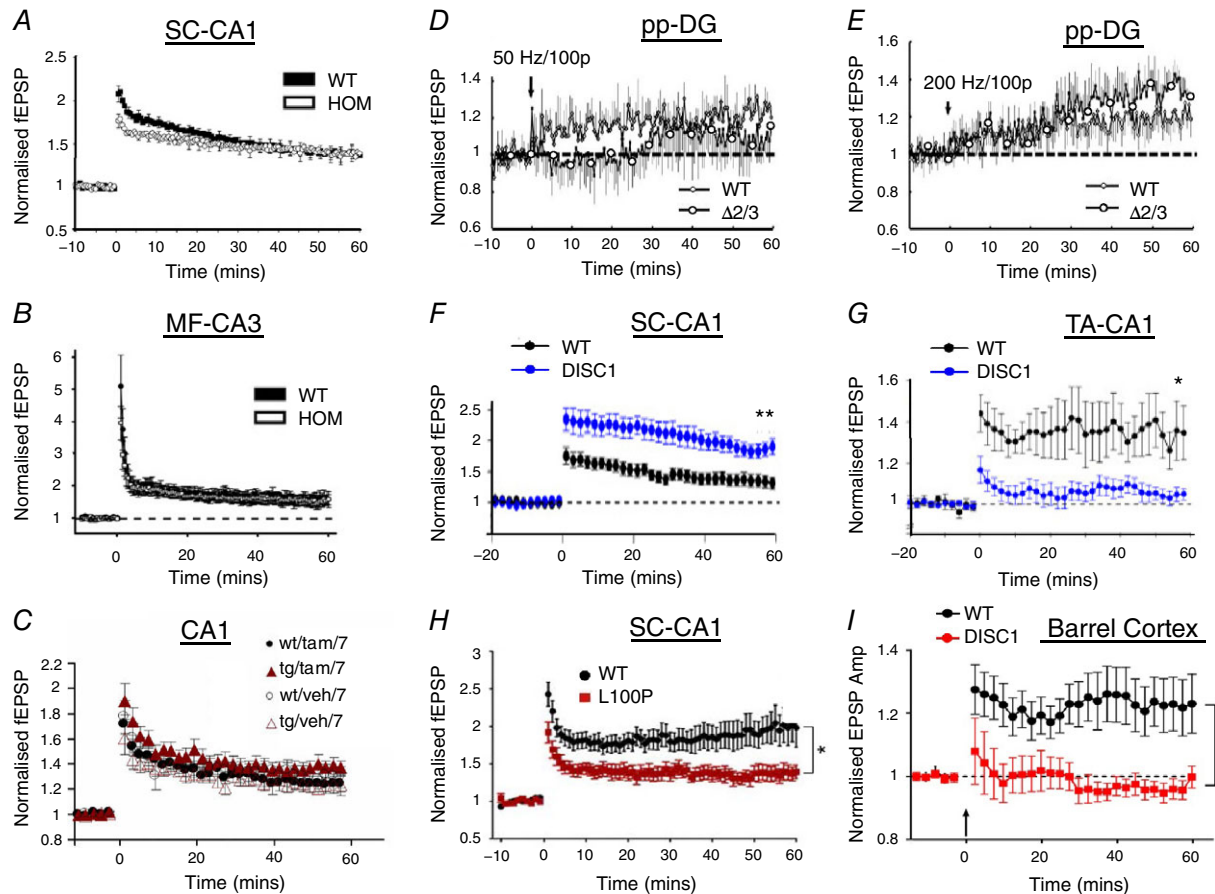 A
SC-CA1
Normalised fEPSP
2.5
2
1.5
1
0.5
WT
HOM
–10 0 10 20 30 40 50 60
Time (mins)
D
pp-DG
Normalised fEPSP
1.6
1.4
1.2
1
0.8
0.6
50 Hz/100p
WT
Δ2/3
–10 0 10 20 30 40 50 60
Time (mins)
E
pp-DG
Normalised fEPSP
1.6
1.4
1.2
1
0.8
0.6
200 Hz/100p
WT
Δ2/3
–10 0 10 20 30 40 50 60
Time (mins)
B
MF-CA3
Normalised fEPSP
6
5
4
3
2
1
WT
HOM
0 20 40 60
Time (mins)
F
SC-CA1
WT
DISC1
Normalised fEPSP
2.5
2
1.5
1
**
–20 0 20 40 60
Time (mins)
G
TA-CA1
WT
DISC1
Normalised fEPSP
1.6
1.4
1.2
1
*
–20 0 20 40 60
Time (mins)
C
CA1
Normalised fEPSP
2.2
2
1.8
1.6
1.4
1.2
1
0.8
wt/tam/7
tg/tam/7
wt/veh/7
tg/veh/7
0 20 40 60
Time (mins)
H
SC-CA1
WT
L100P
Normalised fEPSP
3
2.5
2
1.5
1
0.5
*
–10 0 10 20 30 40 50 60
Time (mins)
I
WT
DISC1
Barrel Cortex
Normalised EPSP Amp
1.4
1.2
1
0.8
0 20 40 60
Time (mins)